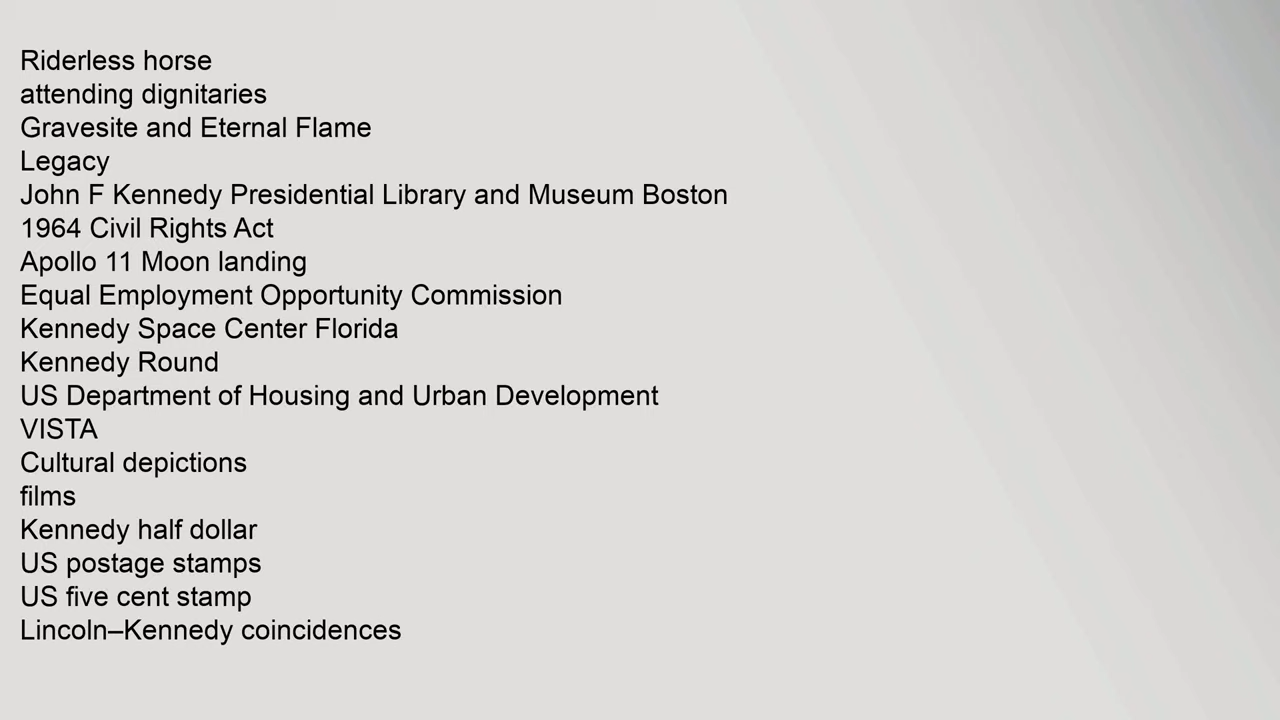 Riderless horse
attending dignitaries
Gravesite and Eternal Flame
Legacy
John F Kennedy Presidential Library and Museum Boston
1964 Civil Rights Act
Apollo 11 Moon landing
Equal Employment Opportunity Commission
Kennedy Space Center Florida
Kennedy Round
US Department of Housing and Urban Development
VISTA
Cultural depictions
films
Kennedy half dollar
US postage stamps
US five cent stamp
Lincoln–Kennedy coincidences